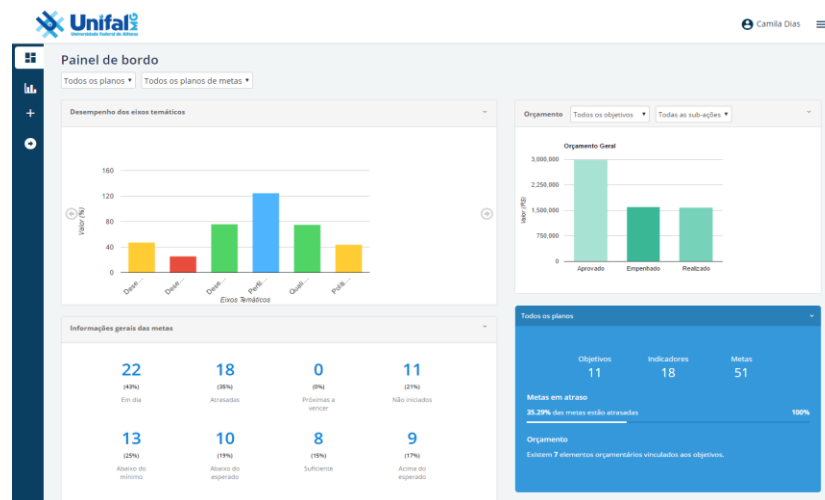 Unifal MG
Universidade Federal de Alfenas
Camila Dias
Painel de bordo
Todos os planos
Todos os planos de metas
Desempenho dos eixos temáticos
160
120
80
40
0
Valor (%)
Dese...
Dese...
Dese...
Perfi...
Quali...
Polít...
Eixos Temáticos
Orçamento
Todos os objetivos
Todas as sub-ações
Orçamento Geral
3,000,000
2,250,000
1,500,000
750,000
0
Valor (R$)
Aprovado
Empenhado
Realizado
Informações gerais das metas
22
18
0
11
(43%)
(35%)
(0%)
(21%)
Em dia
Atrasadas
Próximas a
vencer
Não iniciados
13
10
8
9
(25%)
(19%)
(15%)
(17%)
Abaixo do
mínimo
Abaixo do
esperado
Suficiente
Acima do
esperado
Todos os planos
Objetivos
Indicadores
Metas
11
18
51
Metas em atraso
35.29% das metas estão atrasadas
100%
Orçamento
Existem 7 elementos orçamentários vinculados aos objetivos.